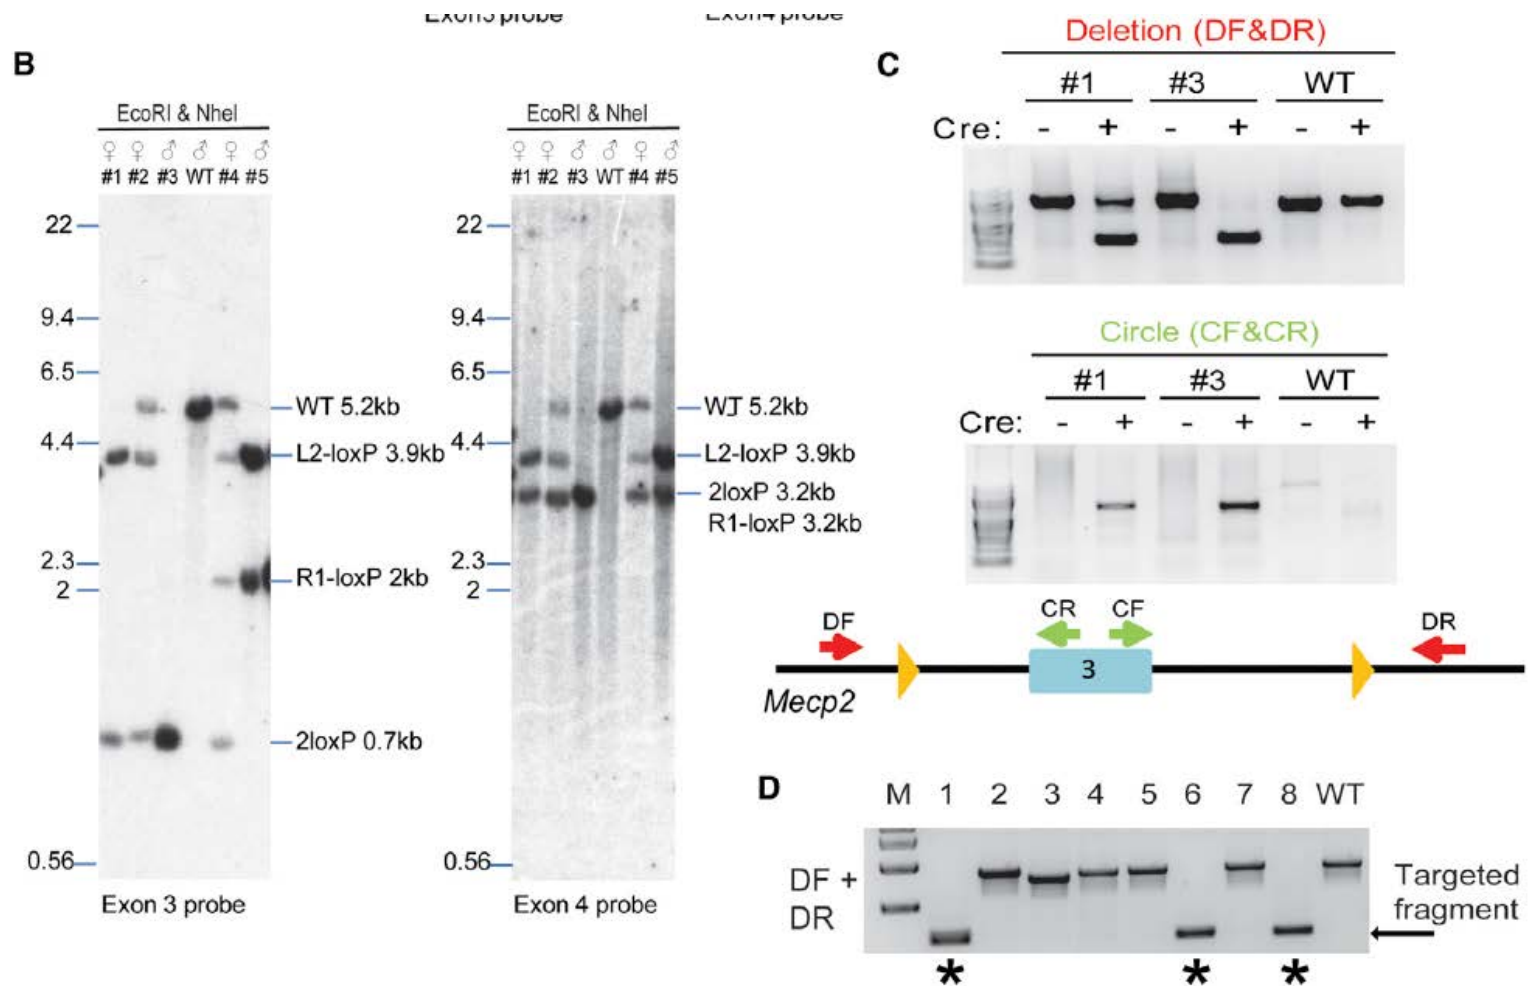 Exon3 probe
Exon4 probe
B
EcoRI & NheI
♀ ♀ ♂ ♂ ♀ ♂
#1 #2 #3 WT #4 #5
22
9.4
6.5
4.4
2.3
2
0.56
WT 5.2kb
L2-loxP 3.9kb
R1-loxP 2kb
2loxP 0.7kb
Exon 3 probe
EcoRI & NheI
♀ ♀ ♂ ♂ ♀ ♂
#1 #2 #3 WT #4 #5
22
9.4
6.5
4.4
2.3
2
0.56
WT 5.2kb
L2-loxP 3.9kb
2loxP 3.2kb
R1-loxP 3.2kb
Exon 4 probe
C
Deletion (DF&DR)
#1 #3 WT
Cre: - + - + - +
Circle (CF&CR)
#1 #3 WT
Cre: - + - + - +
DF CR CF DR
3
Mecp2
D
M 1 2 3 4 5 6 7 8 WT
DF +
DR
Targeted
fragment
* * *